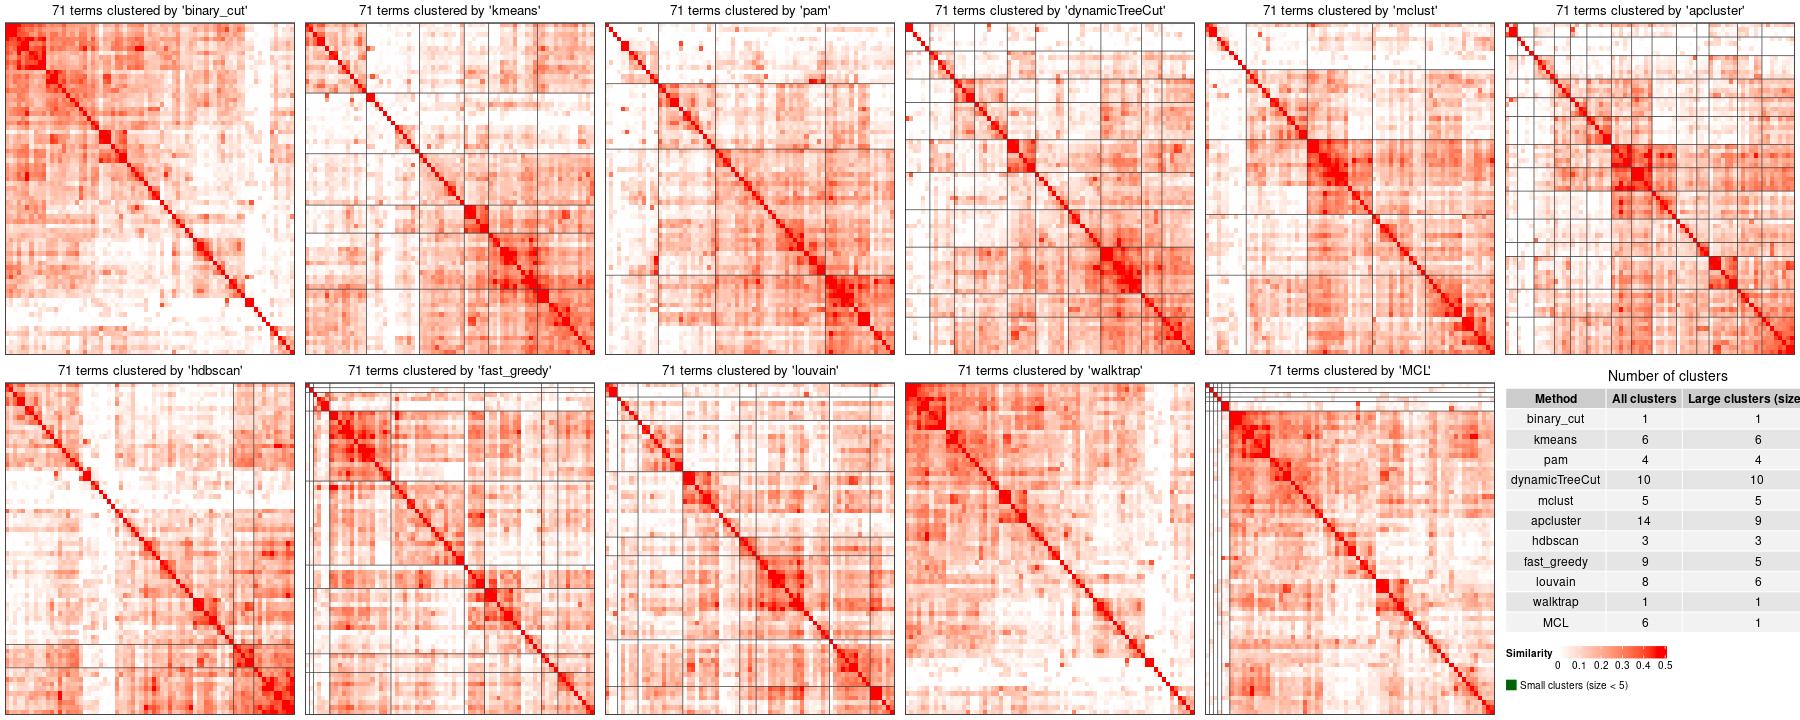 71 terms clustered by 'binary_cut'
71 terms clustered by 'kmeans'
71 terms clustered by 'pam'
71 terms clustered by 'dynamicTreeCut'
71 terms clustered by 'mclust'
71 terms clustered by 'apcluster'
71 terms clustered by 'hdbscan'
71 terms clustered by 'fast_greedy'
71 terms clustered by 'louvain'
71 terms clustered by 'walktrap'
71 terms clustered by 'MCL'
Number of clusters
Method All clusters Large clusters (size
binary_cut 1 1
kmeans 6 6
pam 4 4
dynamicTreeCut 10 10
mclust 5 5
apcluster 14 9
hdbscan 3 3
fast_greedy 9 5
louvain 8 6
walktrap 1 1
MCL 6 1
Similarity
0 0.1 0.2 0.3 0.4 0.5
Small clusters (size < 5)